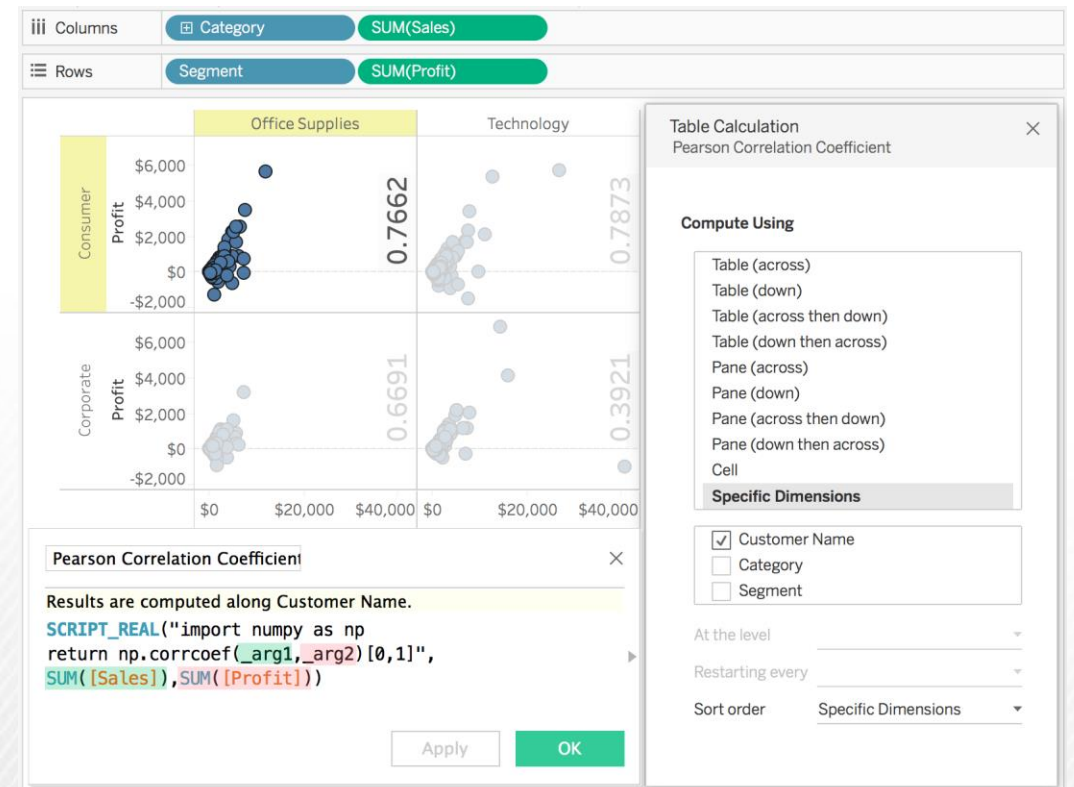 Columns Category SUM(Sales)
Rows Segment SUM(Profit)
Office Supplies Technology
Consumer
Profit
$6,000
$4,000
$2,000
$0
-$2,000
0.7662
0.7873
Corporate
Profit
$6,000
$4,000
$2,000
$0
-$2,000
0.6691
0.3921
$0 $20,000 $40,000 $0 $20,000 $40,000
Pearson Correlation Coefficient
Results are computed along Customer Name.
SCRIPT_REAL("import numpy as np
return np.corrcoef(_arg1,_arg2)[0,1]",
SUM([Sales]),SUM([Profit]))
Apply OK
Table Calculation
Pearson Correlation Coefficient
Compute Using
Table (across)
Table (down)
Table (across then down)
Table (down then across)
Pane (across)
Pane (down)
Pane (across then down)
Pane (down then across)
Cell
Specific Dimensions
Customer Name
Category
Segment
At the level
Restarting every
Sort order Specific Dimensions